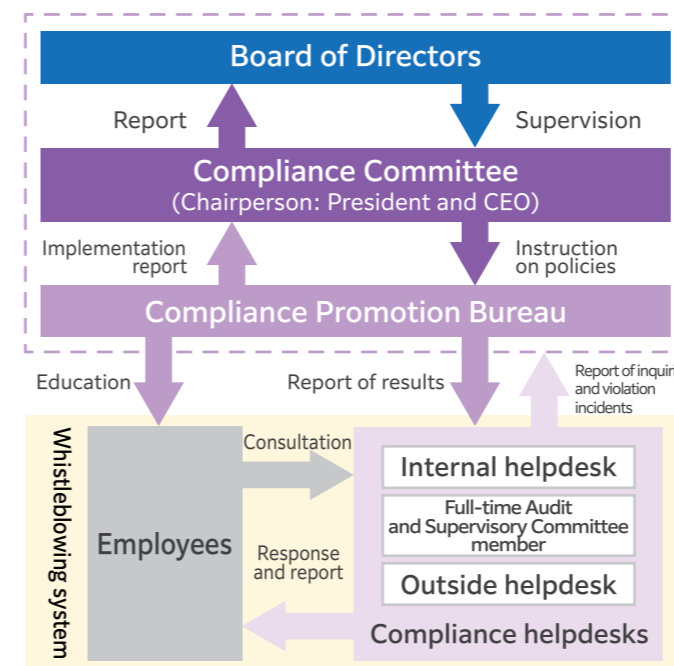 Board of Directors
Report
Supervision
Compliance Committee
(Chairperson: President and CEO)
Implementation
report
Instruction
on policies
Compliance Promotion Bureau
Education
Report of results
Report of
and violation
incidents
Whistleblowing system
Employees
Consultation
Response
and report
Internal helpdesk
Full-time Audit
and Supervisory Committee
member
Outside helpdesk
Compliance helpdesks